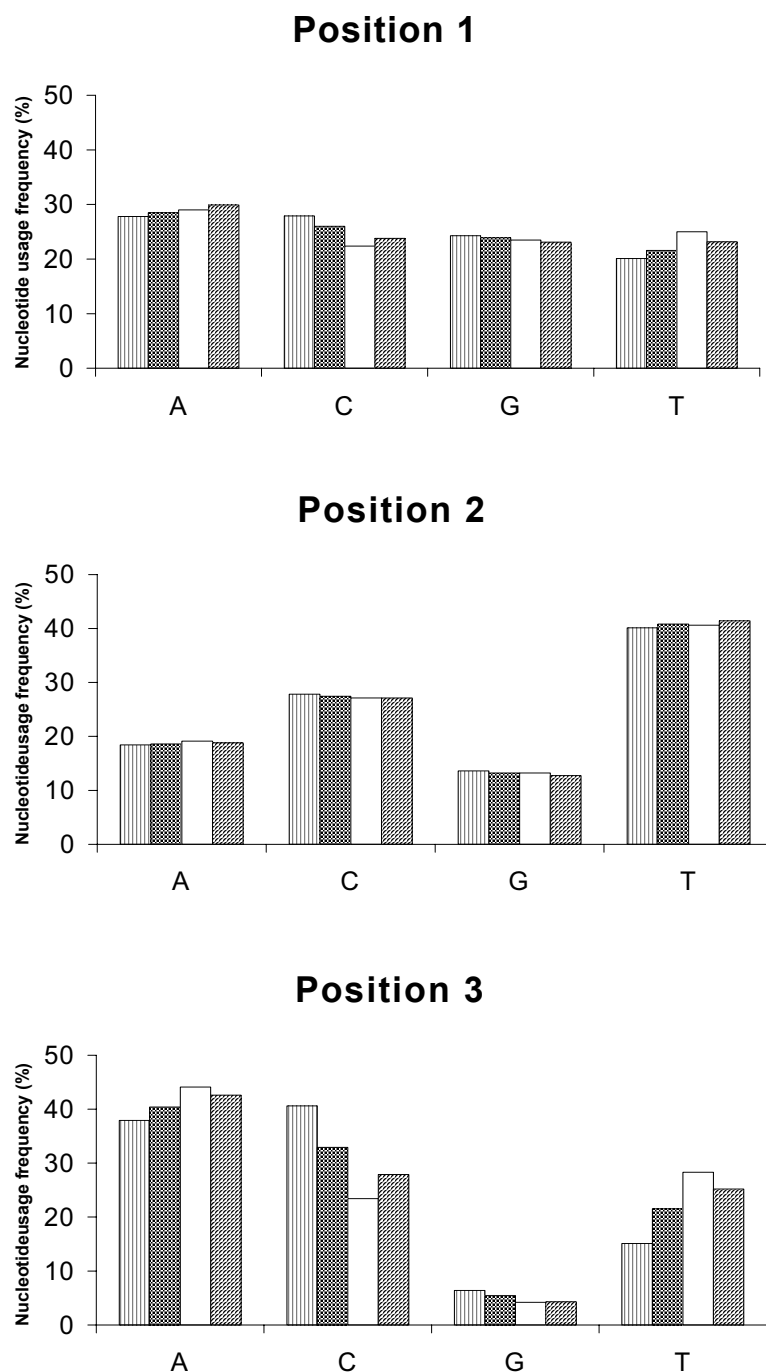 Position 1
Nucleotide usage frequency (%)
50
40
30
20
10
0
A C G T
Position 2
Nucleotideusage frequency (%)
50
40
30
20
10
0
A C G T
Position 3
Nucleotideusage frequency (%)
50
40
30
20
10
0
A C G T